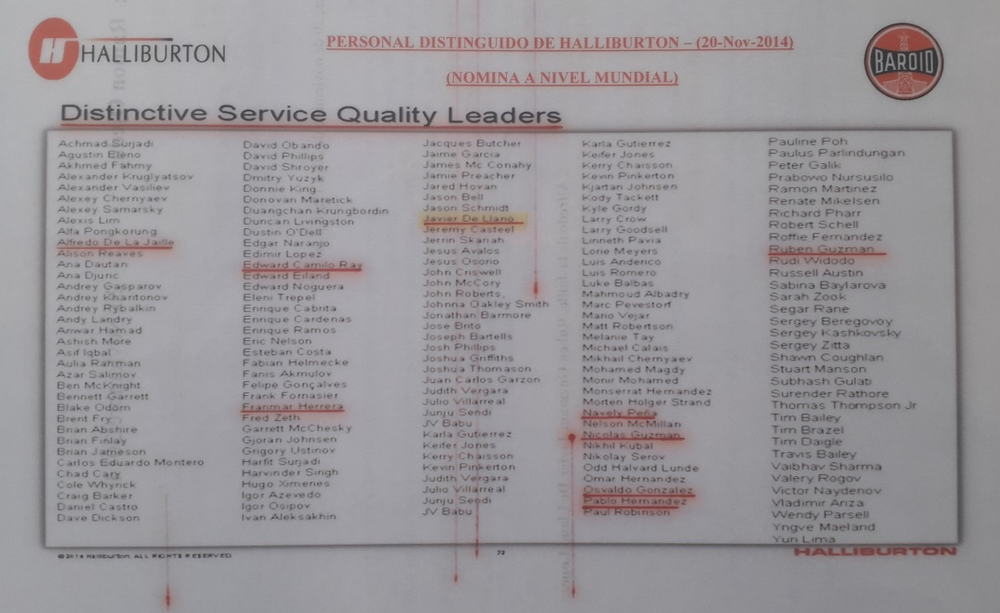 HALLIBURTON
PERSONAL DISTINGUIDO DE HALLIBURTON – (20-Nov-2014)
(NOMINA A NIVEL MUNDIAL)
BAROID
Distinctive Service Quality Leaders
Achmad Surjadi
Agustin Eleno
Akhmed Fahmy
Alexander Kruglyatsov
Alexander Vasiliev
Alexey Chernyaev
Alexey Samarsky
Alexis Lim
Alfa Pongkorung
Alfredo De La Jaille
Alison Reaves
Ana Dautan
Ana Djuric
Andrey Gasparov
Andrey Kharitonov
Andrey Rybalkin
Andy Landry
Anwar Hamad
Ashish More
Asif Iqbal
Aulia Rahman
Azar Salimov
Ben McKnight
Bennett Garrett
Blake Odom
Brent Fry
Brian Abshire
Brian Finlay
Brian Jameson
Carlos Eduardo Montero
Chad Cary
Cole Whyrick
Craig Barker
Daniel Castro
Dave Dickson
David Obando
David Phillips
David Shroyer
Dmitry Yuzyk
Donnie King
Donovan Maretick
Duangchan Krungbordin
Duncan Livingston
Dustin O'Dell
Edgar Naranjo
Edimir Lopez
Edward Camilo Ray
Edward Eiland
Edward Noguera
Eleni Trepel
Enrique Cabrita
Enrique Cardenas
Enrique Ramos
Eric Nelson
Esteban Costa
Fabian Helmecke
Fanis Akmulov
Felipe Gonçalves
Frank Fornasier
Franmar Herrera
Fred Zeth
Garrett McChesky
Gjoran Johnsen
Grigory Ustinov
Harfit Surjadi
Harvinder Singh
Hugo Ximenes
Igor Azevedo
Igor Osipov
Ivan Aleksakhin
Jacques Butcher
Jaime Garcia
James Mc Conahy
Jamie Preacher
Jared Hovan
Jason Bell
Jason Schmidt
Javier De Llano
Jeremy Casteel
Jerrin Skariah
Jesus Avalos
Jesus Osorio
John Criswell
John McCory
John Roberts,
Johnna Oakley Smith
Jonathan Barmore
Jose Brito
Joseph Bartells
Josh Phillips
Joshua Griffiths
Joshua Thomason
Juan Carlos Garzon
Judith Vergara
Julio Villarreal
Junju Sendi
JV Babu
Karla Gutierrez
Keifer Jones
Kerry Chaisson
Kevin Pinkerton
Judith Vergara
Julio Villarreal
Junju Sendi
JV Babu
Karla Gutierrez
Keifer Jones
Kerry Chaisson
Kevin Pinkerton
Kjartan Johnsen
Kody Tackett
Kyle Gardy
Larry Crow
Larry Goodsell
Linneth Pavia
Lorie Meyers
Luis Anderico
Luis Romero
Luke Balbas
Mahmoud Albadry
Marc Pevestorf
Mario Vejar
Matt Robertson
Melanie Tay
Michael Calais
Mikhail Chernyaev
Mohamed Magdy
Monir Mohamed
Monserrat Hernandez
Morten Holger Strand
Navely Peña
Nelson McMillan
Nicolas Guzman
Nikhil Kubal
Nikolay Serov
Odd Halvard Lunde
Omar Hernandez
Osvaldo Gonzalez
Pablo Hernandez
Paul Robinson
Pauline Poh
Paulus Parlindungan
Peter Galik
Prabowo Nursusilo
Ramon Martinez
Renate Mikelsen
Richard Pharr
Robert Schell
Roffie Fernandez
Ruben Guzman
Rudi Widodo
Russell Austin
Sabina Baylarova
Sarah Zook
Segar Rane
Sergey Beregovoy
Sergey Kashkovsky
Sergey Zitta
Shawn Coughlan
Stuart Manson
Subhash Gulati
Surender Rathore
Thomas Thompson Jr
Tim Bailey
Tim Brazel
Tim Daigle
Travis Bailey
Vaibhav Sharma
Valery Rogov
Victor Naydenov
Vladimir Ariza
Wendy Parsell
Yngve Maeland
Yuri Lima
© 2014 Halliburton. ALL RIGHTS RESERVED.
39
HALLIBURTON